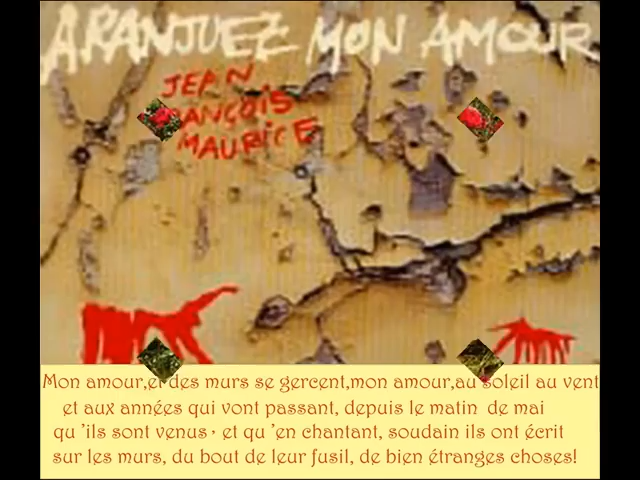 ARANJUEZ MON AMOUR
JEAN
FRANÇOIS
MAURICE
Mon amour,et des murs se gercent,mon amour,au soleil au vent
et aux années qui vont passant, depuis le matin de mai
qu 'ils sont venus, et qu 'en chantant, soudain ils ont écrit
sur les murs, du bout de leur fusil, de bien étranges choses!